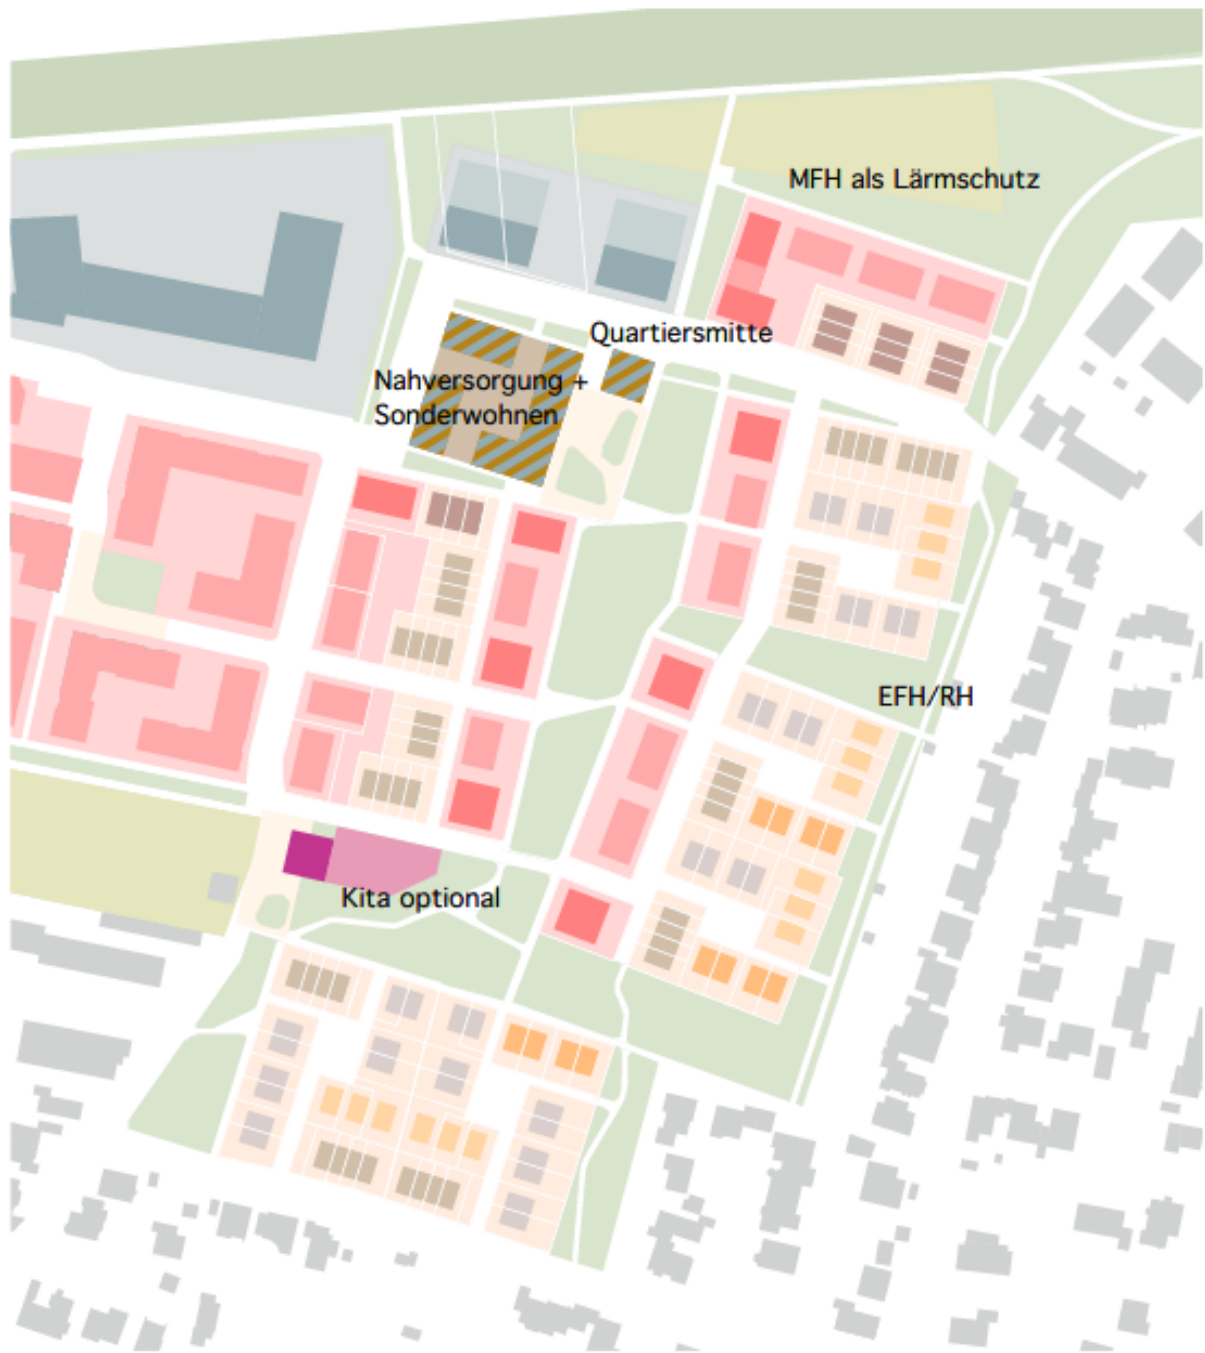 MFH als Lärmschutz
Quartiersmitte
Nahversorgung +
Sonderwohnen
EFH/RH
Kita optional